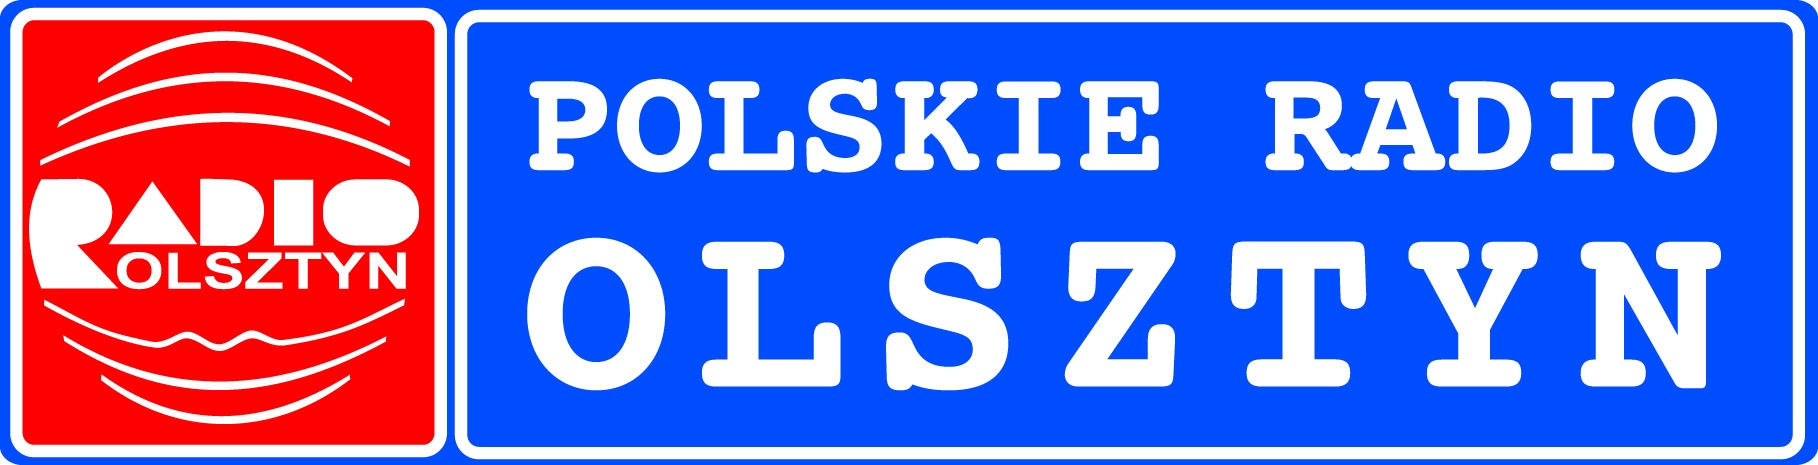 RADIO
OLSZTYN
POLSKIE RADIO
OLSZTYN